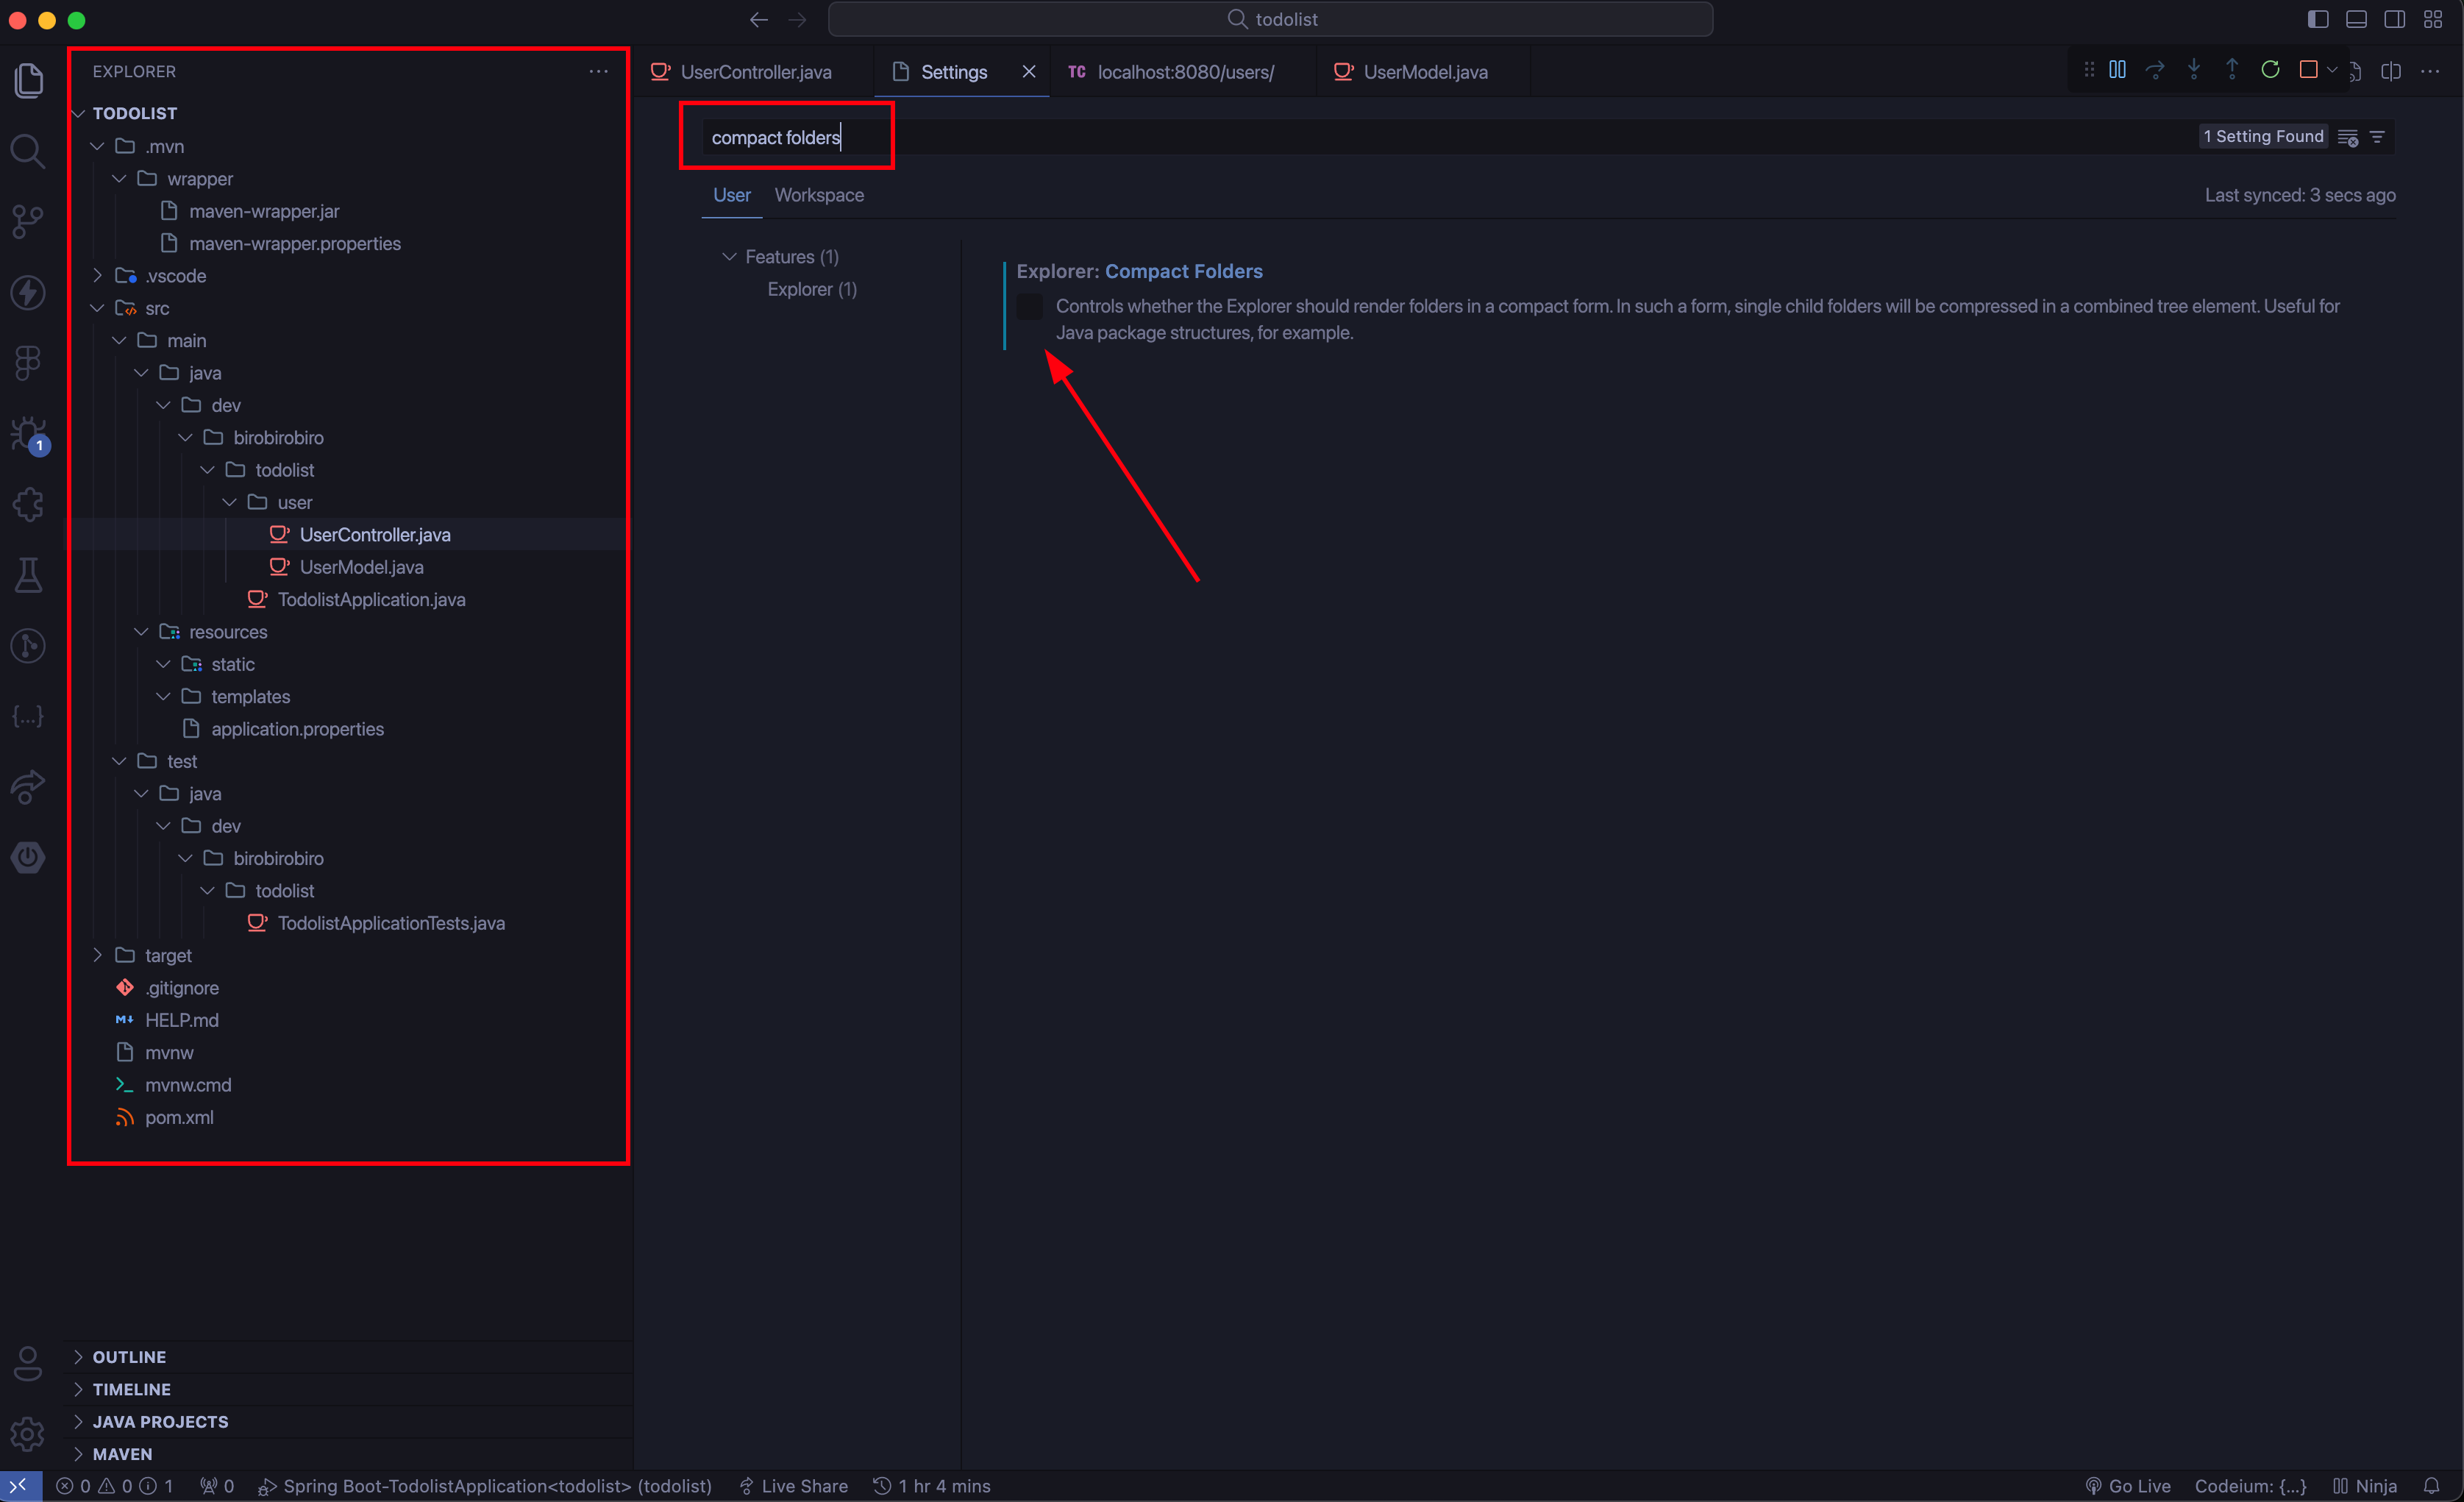 todolist
EXPLORER
TODOLIST
.mvn
wrapper
maven-wrapper.jar
maven-wrapper.properties
.vscode
src
main
java
dev
birobirobiro
todolist
user
UserController.java
UserModel.java
TodolistApplication.java
resources
static
templates
application.properties
test
java
dev
birobirobiro
todolist
TodolistApplicationTests.java
target
.gitignore
HELP.md
mvnw
mvnw.cmd
pom.xml
OUTLINE
TIMELINE
JAVA PROJECTS
MAVEN
1
UserController.java
Settings
TC localhost:8080/users/
UserModel.java
compact folders
1 Setting Found
User Workspace
Last synced: 3 secs ago
Features (1)
Explorer (1)
Explorer: Compact Folders
Controls whether the Explorer should render folders in a compact form. In such a form, single child folders will be compressed in a combined tree element. Useful for
Java package structures, for example.
0 0 1 0 Spring Boot-TodolistApplication<todolist> (todolist) Live Share 1 hr 4 mins Go Live Codeium: {...} Ninja